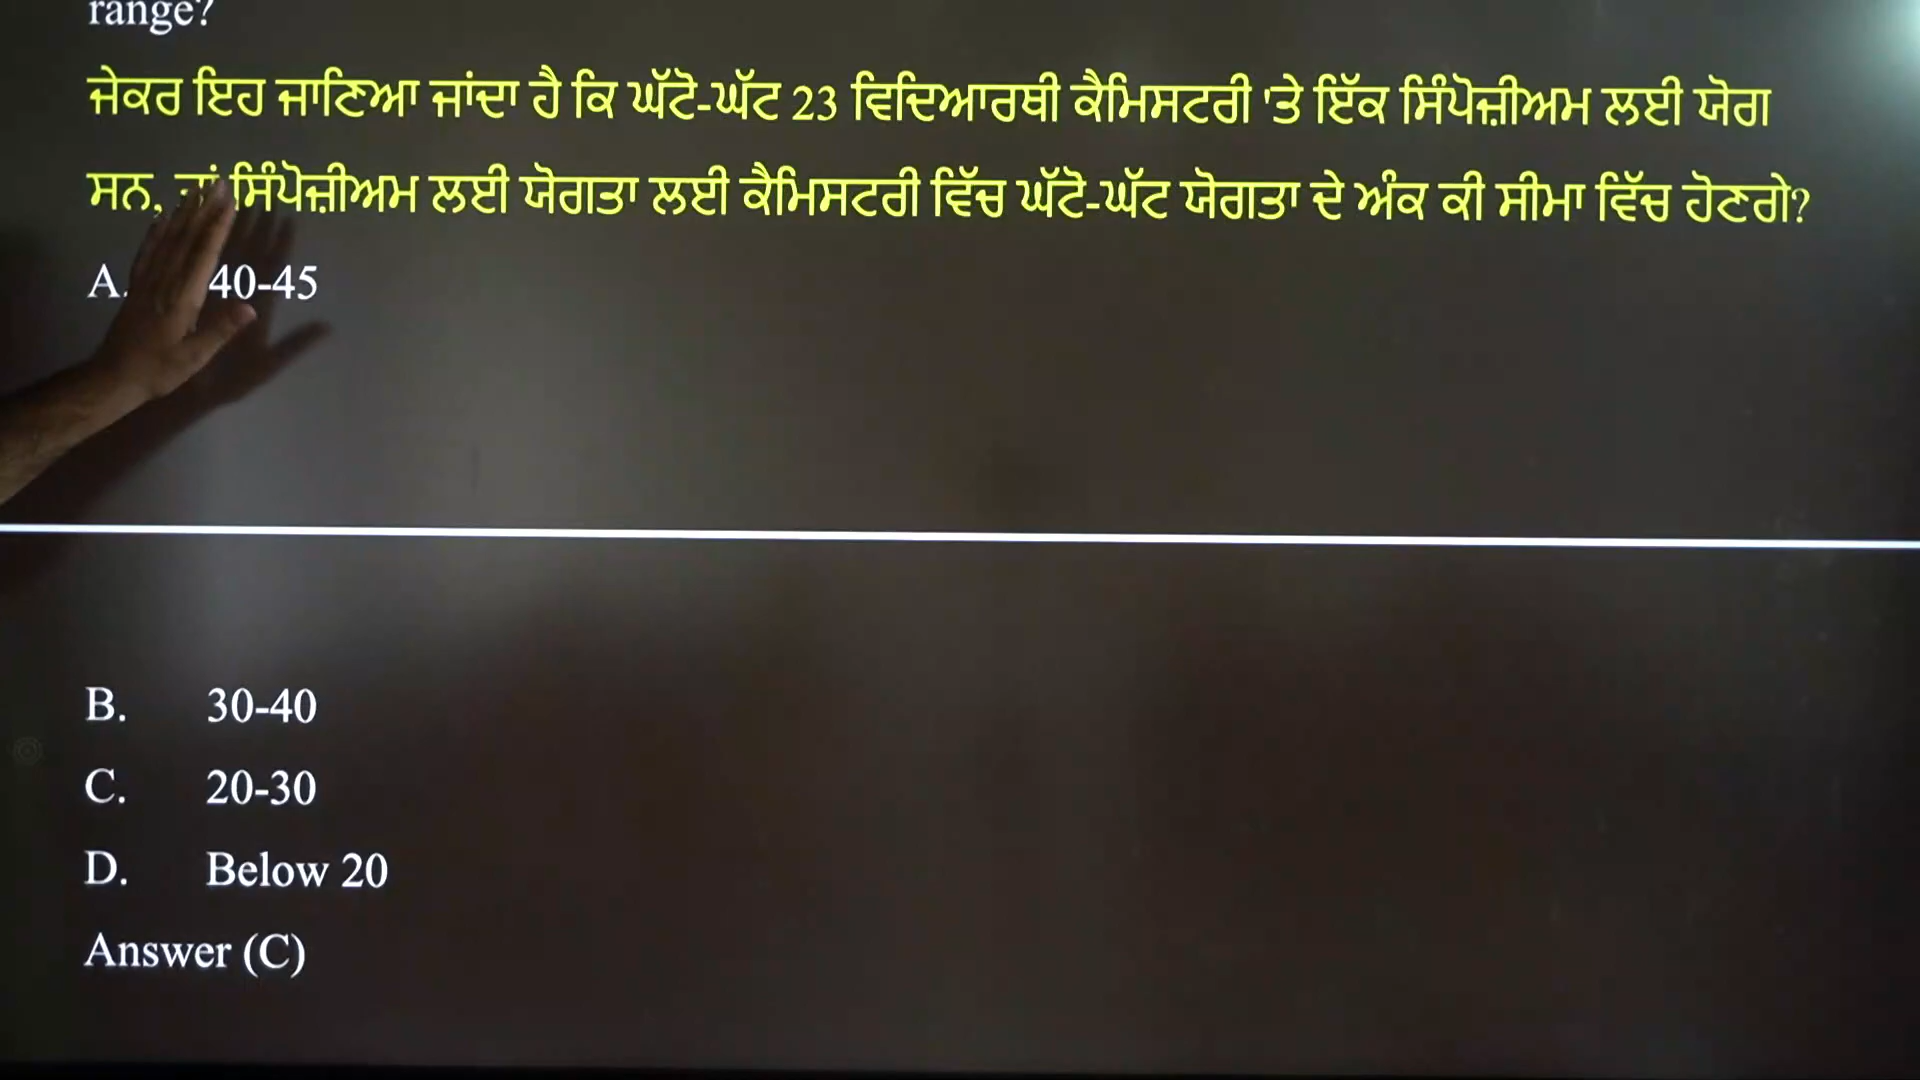 range?
ਜੇਕਰ ਇਹ ਜਾਣਿਆ ਜਾਂਦਾ ਹੈ ਕਿ ਘੱਟੋ-ਘੱਟ 23 ਵਿਦਿਆਰਥੀ ਕੈਮਿਸਟਰੀ 'ਤੇ ਇੱਕ ਸਿੰਪੋਜ਼ੀਅਮ ਲਈ ਯੋਗ
ਸਨ, ਤਾਂ ਸਿੰਪੋਜ਼ੀਅਮ ਲਈ ਯੋਗਤਾ ਲਈ ਕੈਮਿਸਟਰੀ ਵਿੱਚ ਘੱਟੋ-ਘੱਟ ਯੋਗਤਾ ਦੇ ਅੰਕ ਕੀ ਸੀਮਾ ਵਿੱਚ ਹੋਣਗੇ?
A. 40-45
B. 30-40
C. 20-30
D. Below 20
Answer (C)